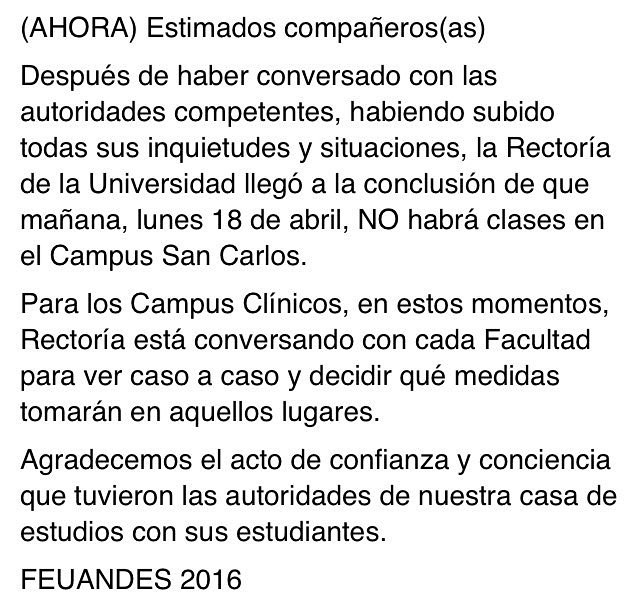 (AHORA) Estimados compañeros(as)
Después de haber conversado con las
autoridades competentes, habiendo subido
todas sus inquietudes y situaciones, la Rectoría
de la Universidad llegó a la conclusión de que
mañana, lunes 18 de abril, NO habrá clases en
el Campus San Carlos.
Para los Campus Clínicos, en estos momentos,
Rectoría está conversando con cada Facultad
para ver caso a caso y decidir qué medidas
tomarán en aquellos lugares.
Agradecemos el acto de confianza y conciencia
que tuvieron las autoridades de nuestra casa de
estudios con sus estudiantes.
FEUANDES 2016